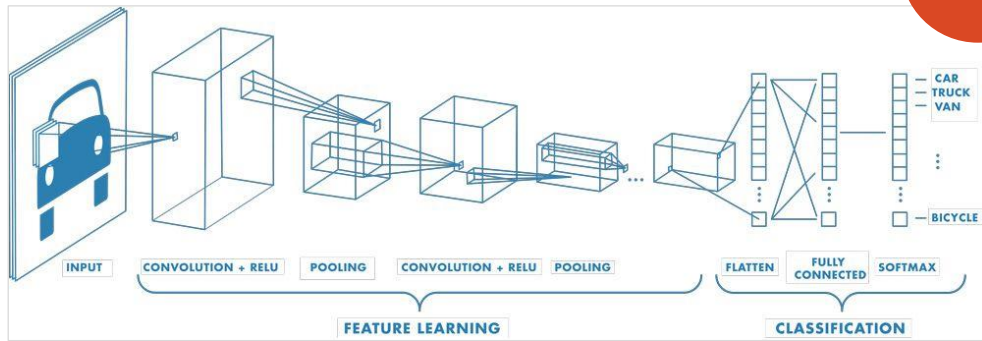 CAR
TRUCK
VAN
BICYCLE
INPUT
CONVOLUTION + RELU
POOLING
CONVOLUTION + RELU
POOLING
FLATTEN
FULLY
CONNECTED
SOFTMAX
FEATURE LEARNING
CLASSIFICATION